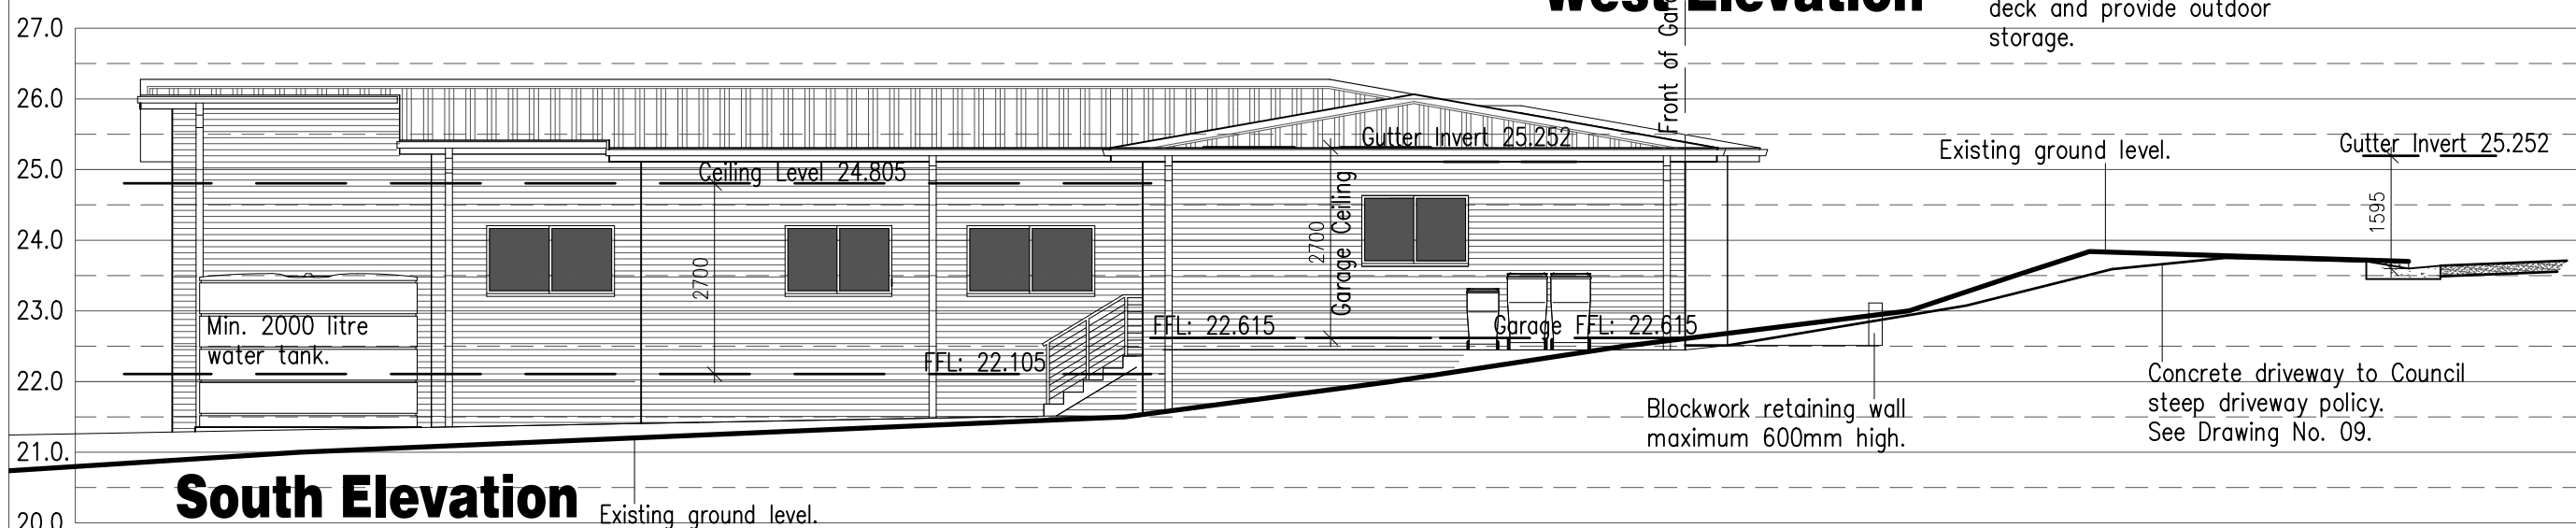 West Elevation
deck and provide outdoor
storage.
27.0
26.0
25.0
24.0
23.0
22.0
21.0.
20.0
Front of
Gutter Invert 25.252
Existing ground level.
Gutter Invert 25.252
Ceiling Level 24.805
1595
2700
2700
Garage Ceiling
Min. 2000 litre
water tank.
FFL: 22.615
Garage FFL: 22.615
FFL: 22.105
Blockwork retaining wall
maximum 600mm high.
Concrete driveway to Council
steep driveway policy.
See Drawing No. 09.
South Elevation
Existing ground level.